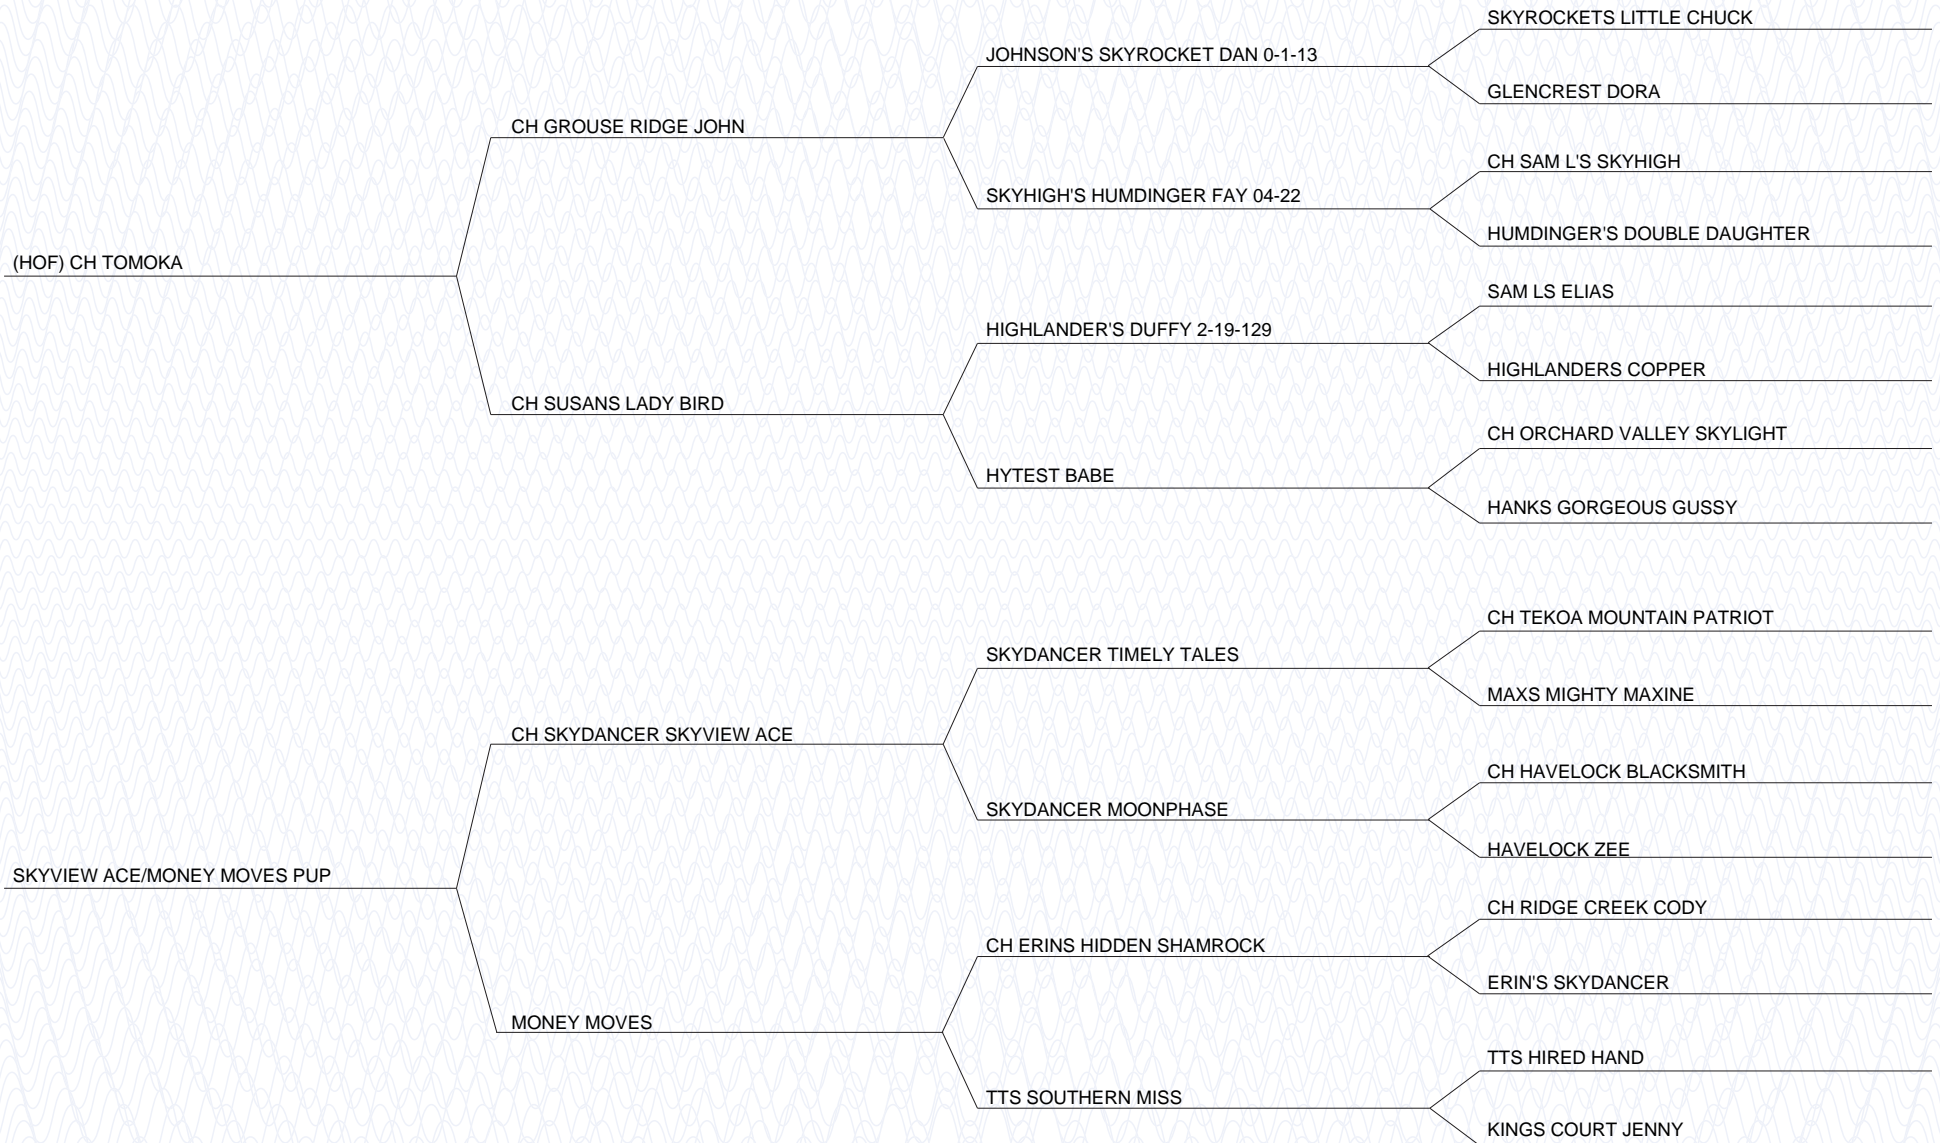 SKYROCKETS LITTLE CHUCK
JOHNSON'S SKYROCKET DAN 0-1-13
GLENCREST DORA
CH GROUSE RIDGE JOHN
CH SAM L'S SKYHIGH
SKYHIGH'S HUMDINGER FAY 04-22
HUMDINGER'S DOUBLE DAUGHTER
(HOF) CH TOMOKA
SAM LS ELIAS
HIGHLANDER'S DUFFY 2-19-129
HIGHLANDERS COPPER
CH SUSANS LADY BIRD
CH ORCHARD VALLEY SKYLIGHT
HYTEST BABE
HANKS GORGEOUS GUSSY
CH TEKOA MOUNTAIN PATRIOT
SKYDANCER TIMELY TALES
MAXS MIGHTY MAXINE
CH SKYDANCER SKYVIEW ACE
CH HAVELOCK BLACKSMITH
SKYDANCER MOONPHASE
HAVELOCK ZEE
SKYVIEW ACE/MONEY MOVES PUP
CH RIDGE CREEK CODY
CH ERINS HIDDEN SHAMROCK
ERIN'S SKYDANCER
MONEY MOVES
TTS HIRED HAND
TTS SOUTHERN MISS
KINGS COURT JENNY